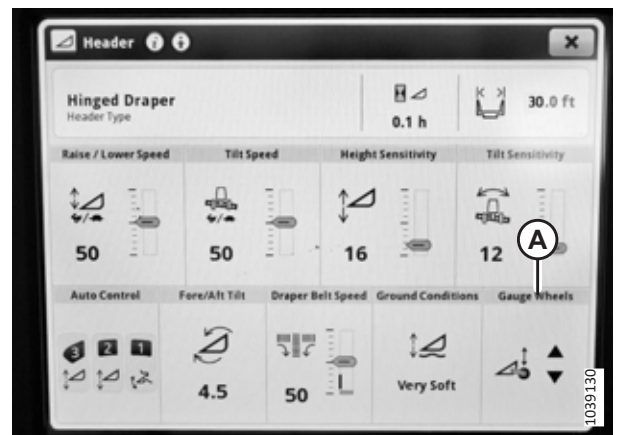 Header
Hinged Draper
Header Type
0.1 h
30.0 ft
Raise / Lower Speed
Tilt Speed
Height Sensitivity
Tilt Sensitivity
50
50
16
12
A
Auto Control
Fore/Aft Tilt
Draper Belt Speed
Ground Conditions
Gauge Wheels
3 2 1
4.5
50
Very Soft
1039130